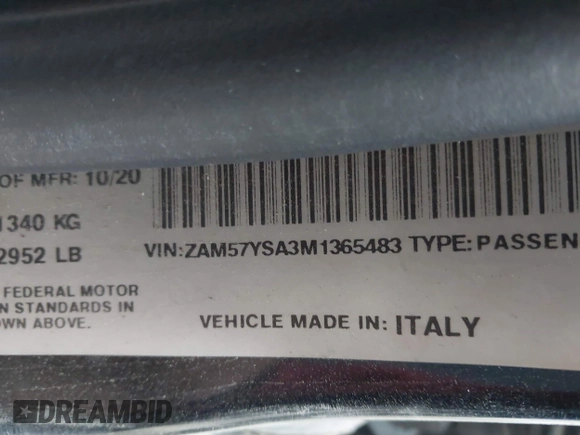 OF MFR: 10/20
1340 KG
2952 LB
VIN:ZAM57YSA3M1365483 TYPE:PASSEN
FEDERAL MOTOR
N STANDARDS IN
OWN ABOVE.
VEHICLE MADE IN: ITALY
DREAMBID